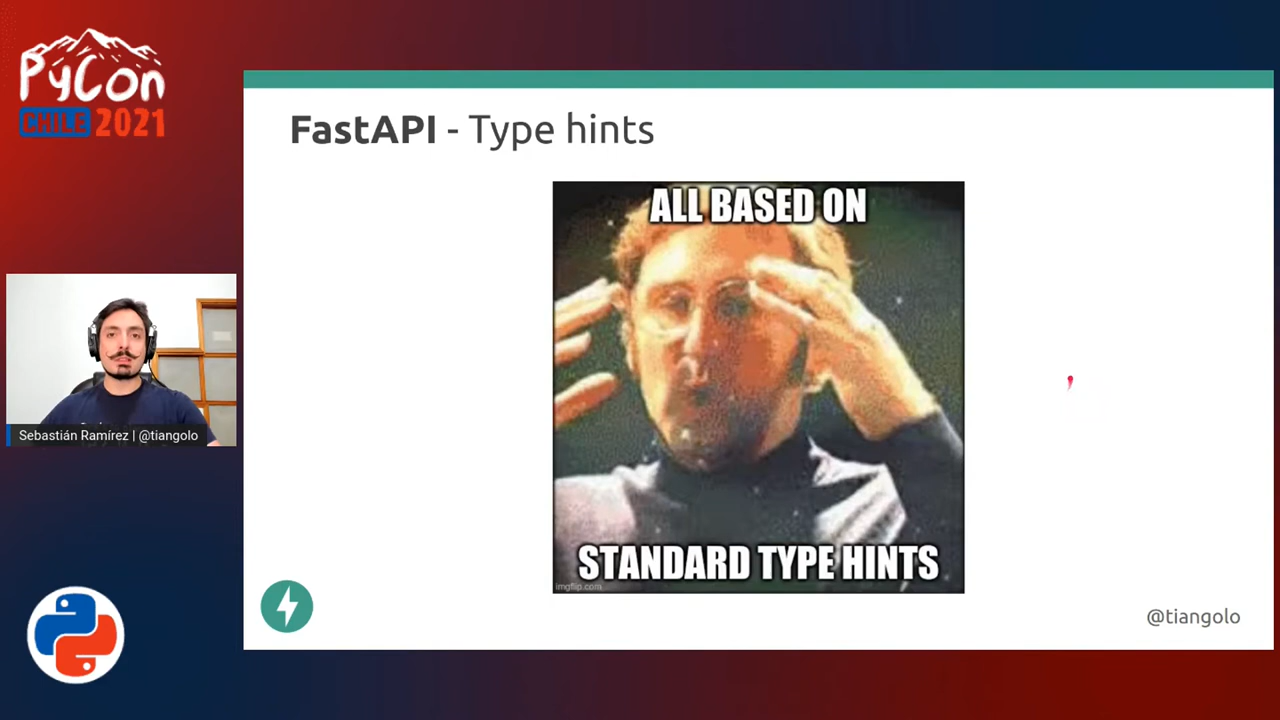 PyCon
CHILE 2021
FastAPI - Type hints
ALL BASED ON
STANDARD TYPE HINTS
imgflip.com
Sebastián Ramírez | @tiangolo
@tiangolo